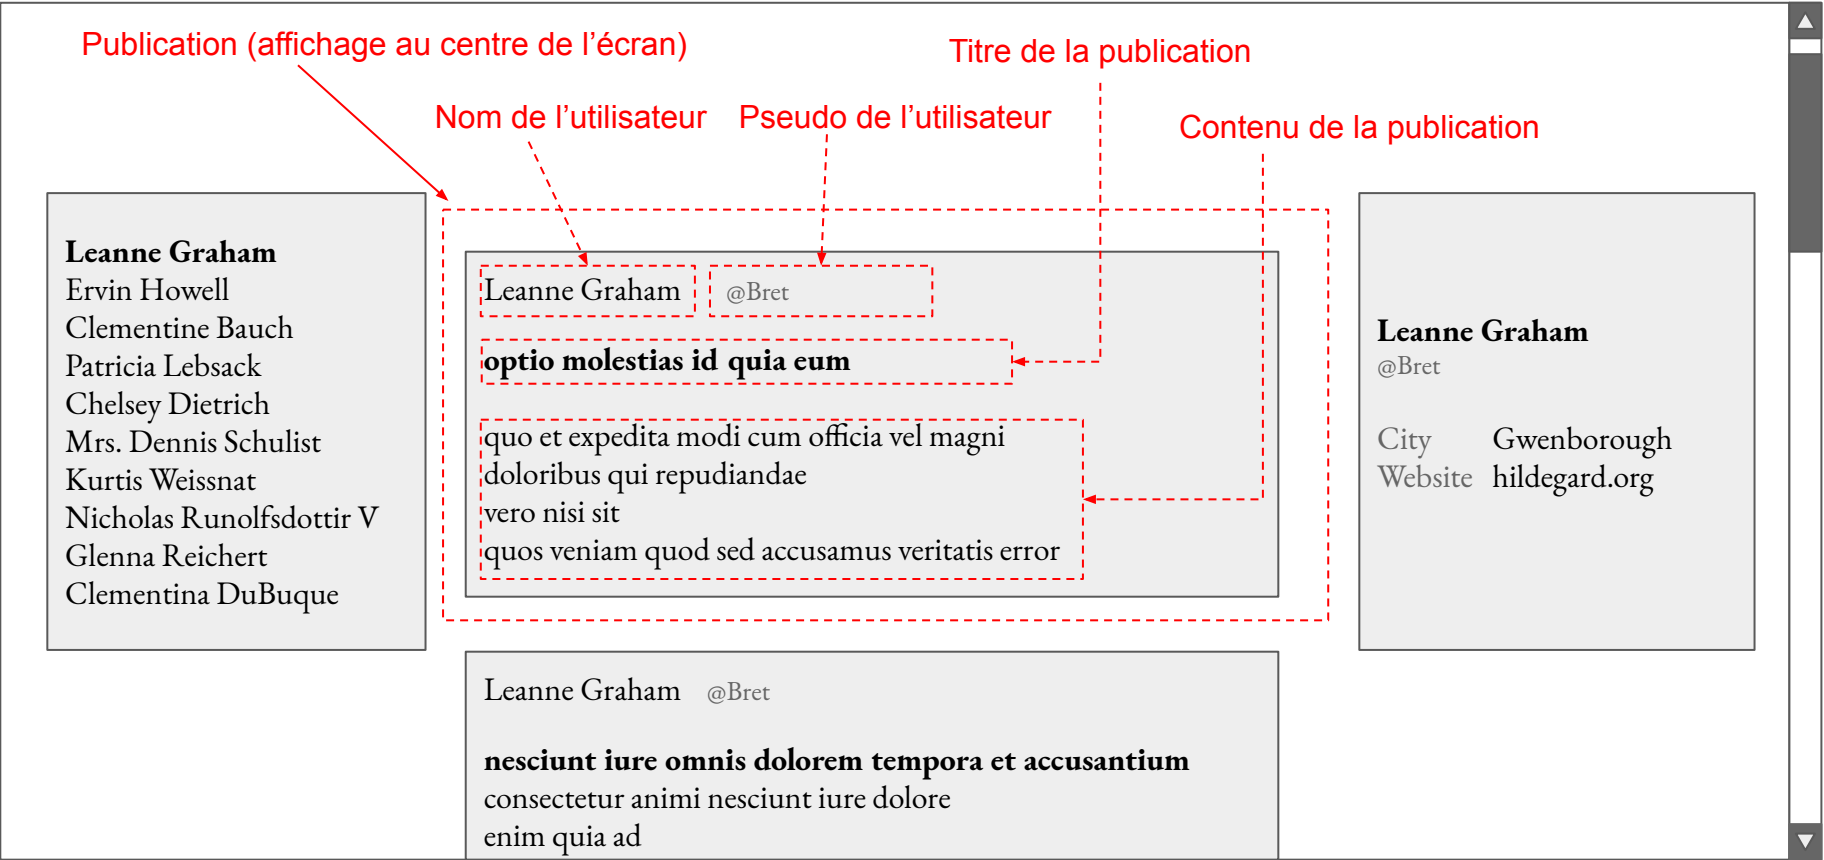 Publication (affichage au centre de l’écran)
Titre de la publication
Nom de l’utilisateur
Pseudo de l’utilisateur
Contenu de la publication
Leanne Graham
Ervin Howell
Clementine Bauch
Patricia Lebsack
Chelsey Dietrich
Mrs. Dennis Schulist
Kurtis Weissnat
Nicholas Runolfsdottir V
Glenna Reichert
Clementina DuBuque
Leanne Graham @Bret
optio molestias id quia eum
quo et expedita modi cum officia vel magni
doloribus qui repudiandae
vero nisi sit
quos veniam quod sed accusamus veritatis error
Leanne Graham @Bret
nesciunt iure omnis dolorem tempora et accusantium
consectetur animi nesciunt iure dolore
enim quia ad
Leanne Graham
@Bret
City Gwenborough
Website hildegard.org